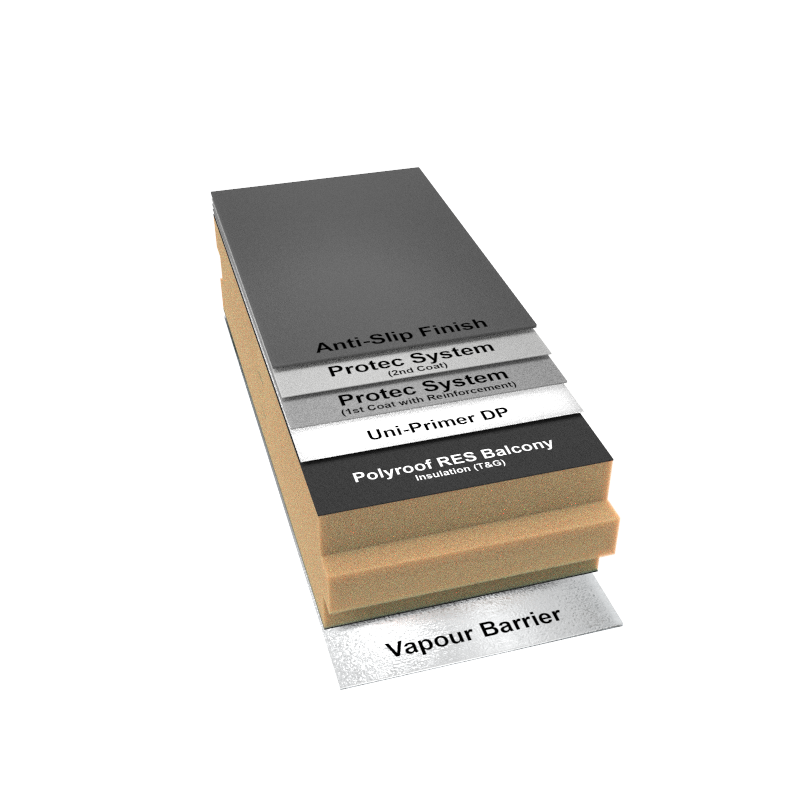 Anti-Slip Finish
Protec System
(2nd Coat)
Protec System
(1st Coat with Reinforcement)
Uni-Primer DP
Polyroof RES Balcony
Insulation (T&G)
Vapour Barrier